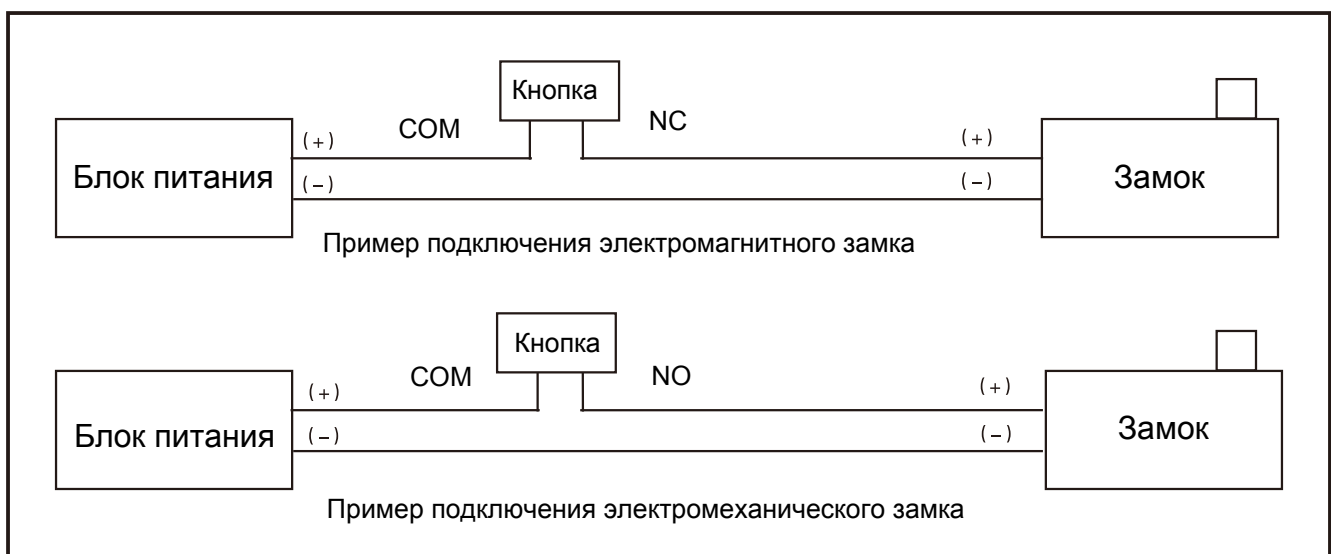 Кнопка
COM
NC
(+)
(+)
Блок питания
(-)
(-)
Замок
Пример подключения электромагнитного замка
Кнопка
COM
NO
(+)
(+)
Блок питания
(-)
(-)
Замок
Пример подключения электромеханического замка